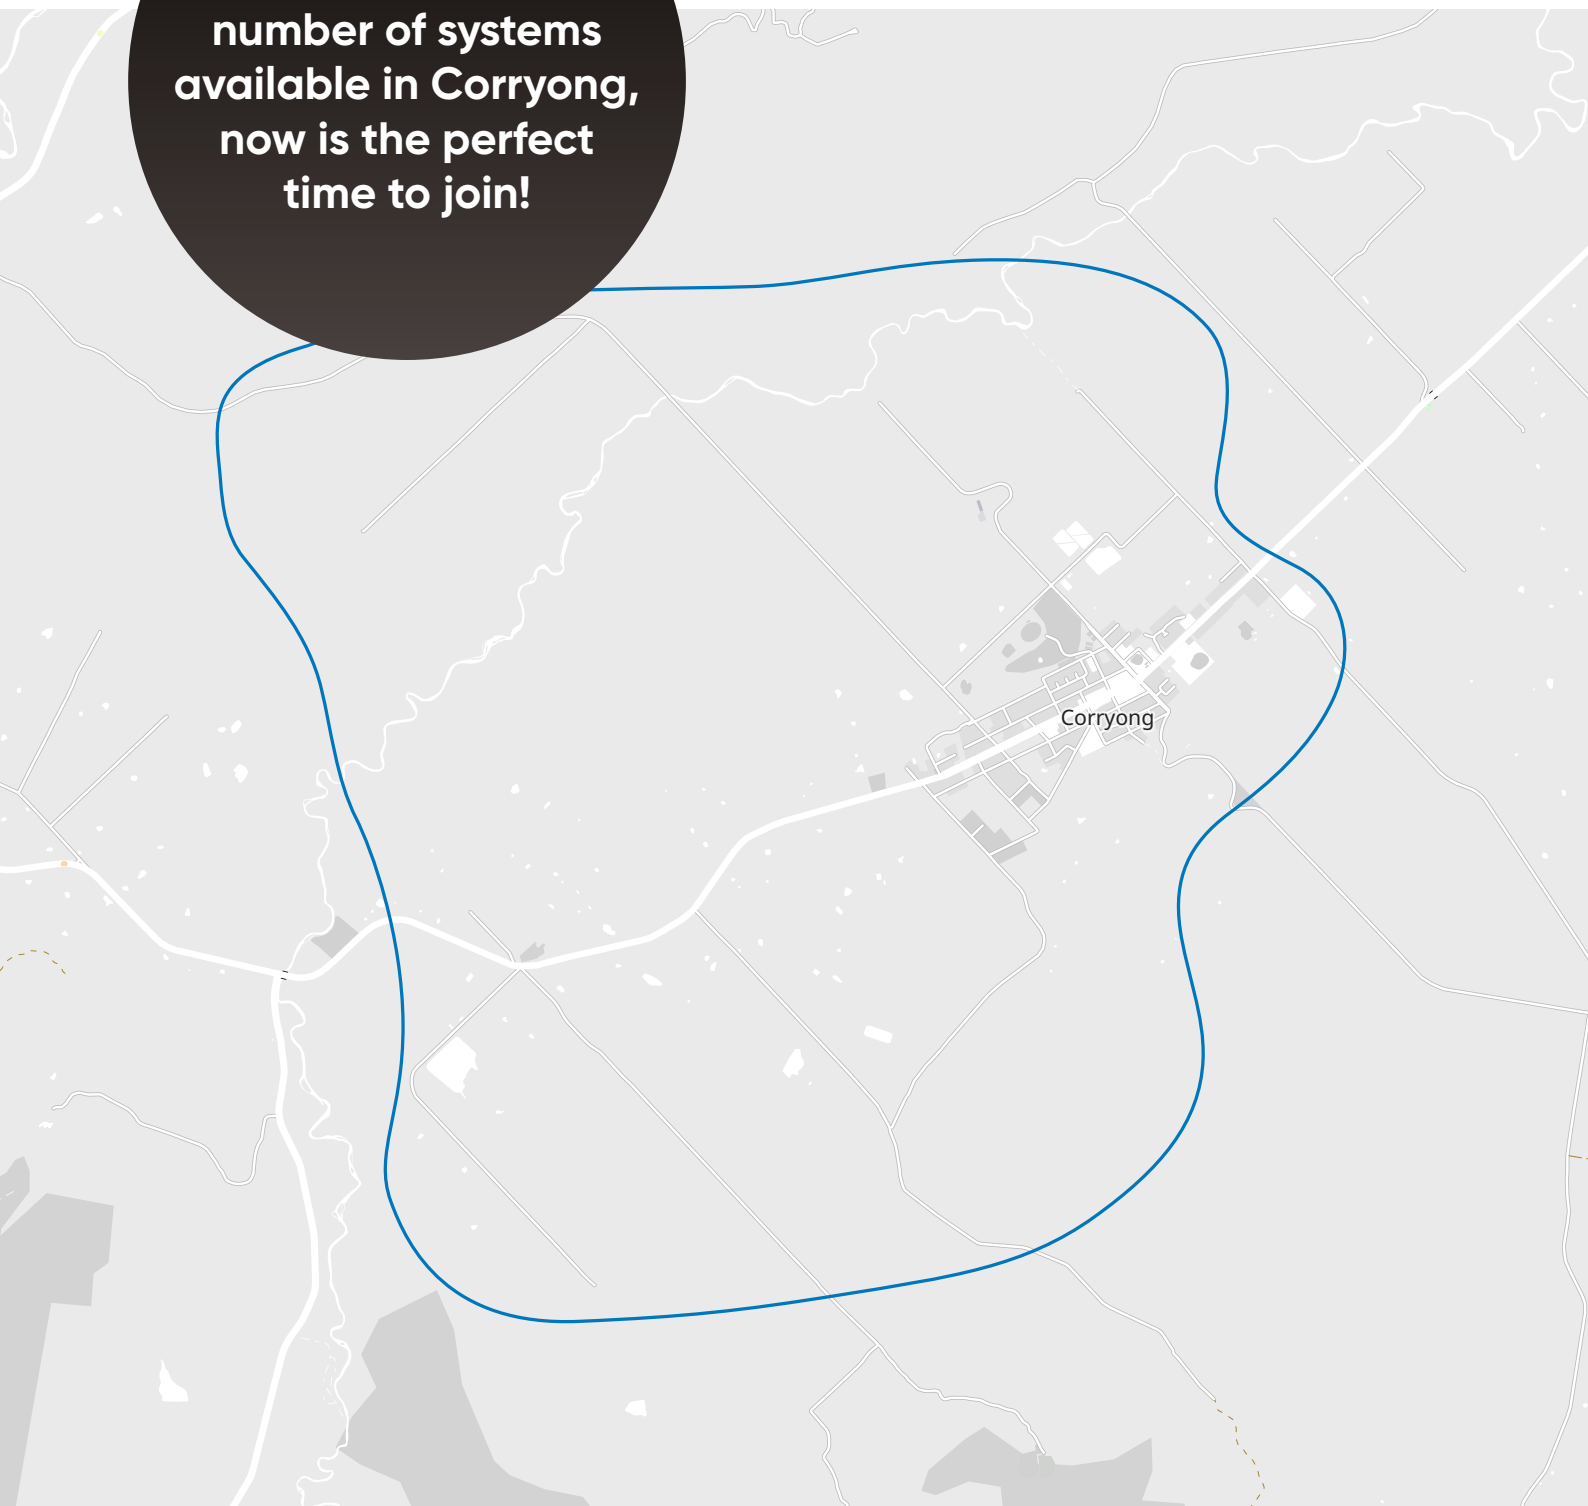 number of systems
available in Corryong,
now is the perfect
time to join!
Corryong